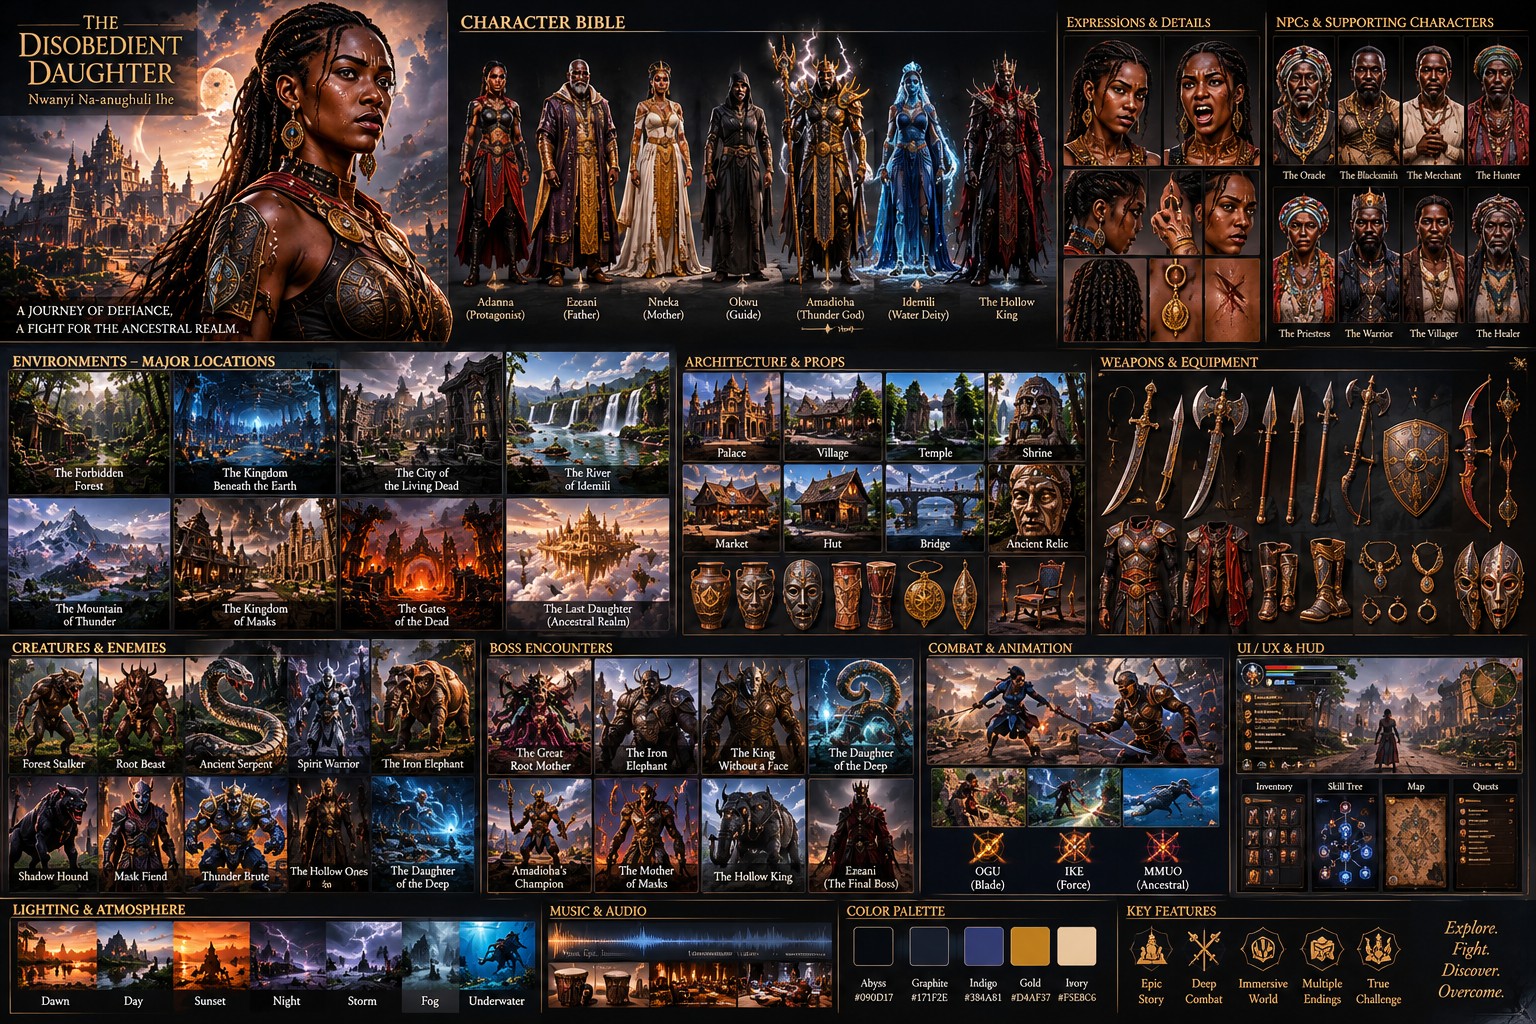 THE
DISOBEDIENT
DAUGHTER
Nwanyi Na-anughuli Ihe
A JOURNEY OF DEFIANCE,
A FIGHT FOR THE ANCESTRAL REALM.
CHARACTER BIBLE
Adanna
(Protagonist)
Ezeani
(Father)
Nneka
(Mother)
Okwu
(Guide)
Amadioha
(Thunder God)
Idemili
(Water Deity)
The Hollow
King
EXPRESSIONS & DETAILS
NPCs & SUPPORTING CHARACTERS
The Oracle
The Blacksmith
The Merchant
The Hunter
The Priestess
The Warrior
The Villager
The Healer
ENVIRONMENTS – MAJOR LOCATIONS
The Forbidden
Forest
The Kingdom
Beneath the Earth
The City of
the Living Dead
The River
of Idemili
The Mountain
of Thunder
The Kingdom
of Masks
The Gates
of the Dead
The Last Daughter
(Ancestral Realm)
ARCHITECTURE & PROPS
Palace
Village
Temple
Shrine
Market
Hut
Bridge
Ancient Relic
WEAPONS & EQUIPMENT
CREATURES & ENEMIES
Forest Stalker
Root Beast
Ancient Serpent
Spirit Warrior
The Iron Elephant
Shadow Hound
Mask Fiend
Thunder Brute
The Hollow Ones
The Daughter
of the Deep
BOSS ENCOUNTERS
The Great
Root Mother
The Iron
Elephant
The King
Without a Face
The Daughter
of the Deep
Amadioha's
Champion
The Mother
of Masks
The Hollow King
Ezeani
(The Final Boss)
COMBAT & ANIMATION
OGU
(Blade)
IKE
(Force)
MMUO
(Ancestral)
UI / UX & HUD
Inventory
Skill Tree
Map
Quests
LIGHTING & ATMOSPHERE
Dawn
Day
Sunset
Night
Storm
Fog
Underwater
MUSIC & AUDIO
COLOR PALETTE
Abyss
#090D17
Graphite
#171F2E
Indigo
#384A81
Gold
#D4AF37
Ivory
#F5E8C6
KEY FEATURES
Epic
Story
Deep
Combat
Immersive
World
Multiple
Endings
True
Challenge
Explore.
Fight.
Discover.
Overcome.